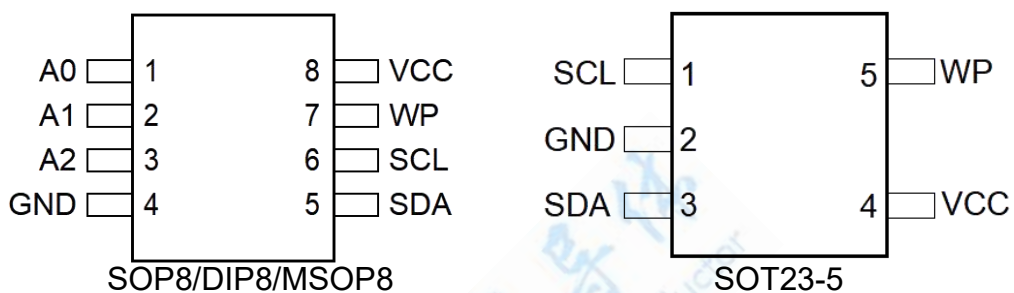 A0 1 8 VCC SCL 1 5 WP
A1 2 7 WP
A2 3 6 SCL GND 2
GND 4 5 SDA SDA 3 4 VCC
SOP8/DIP8/MSOP8 SOT23-5